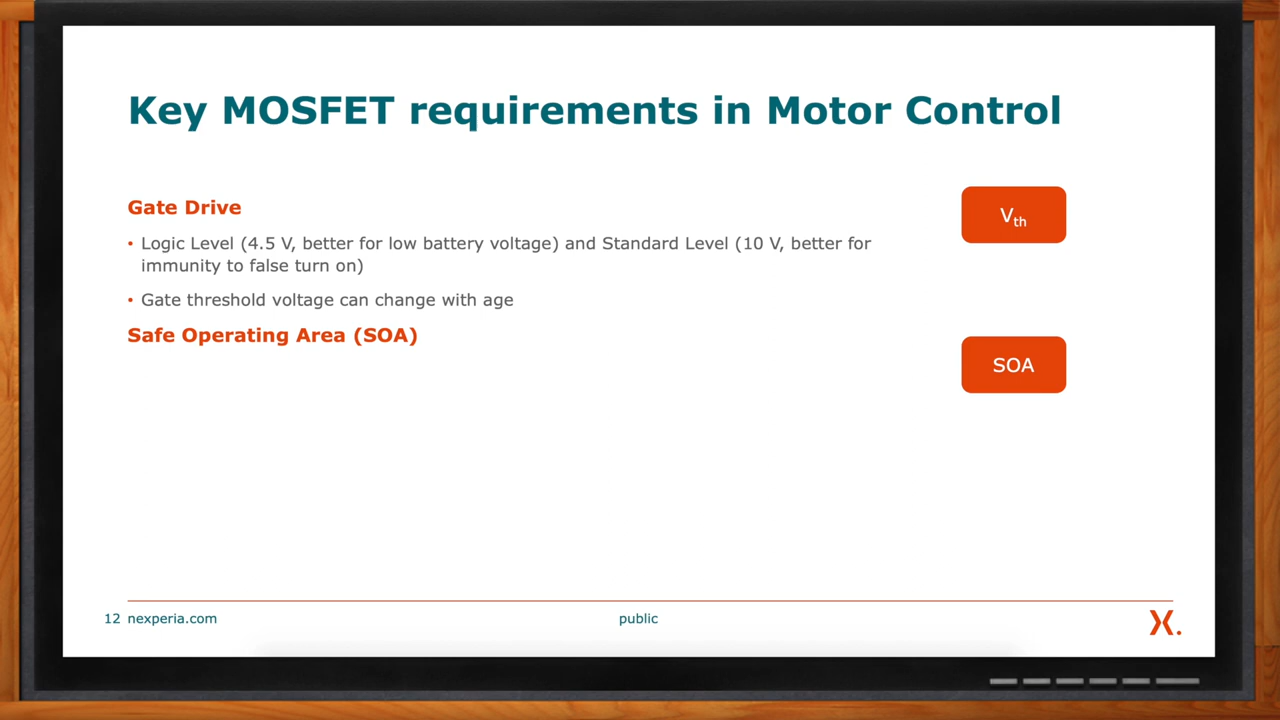 Key MOSFET requirements in Motor Control
Gate Drive
Vth
• Logic Level (4.5 V, better for low battery voltage) and Standard Level (10 V, better for
immunity to false turn on)
• Gate threshold voltage can change with age
Safe Operating Area (SOA)
SOA
12 nexperia.com
public